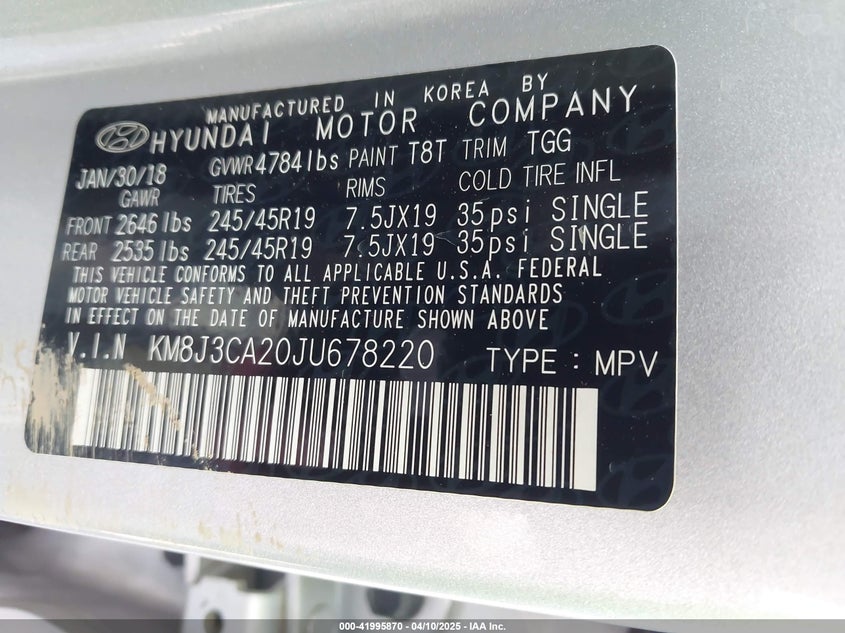 MANUFACTURED IN KOREA BY
HYUNDAI MOTOR COMPANY
JAN/30/18 GVWR 4784lbs PAINT T8T TRIM TGG
GAWR TIRES RIMS COLD TIRE INFL
FRONT 2646 lbs 245/45R19 7.5JX19 35psi SINGLE
REAR 2535 lbs 245/45R19 7.5JX19 35psi SINGLE
THIS VEHICLE CONFORMS TO ALL APPLICABLE U.S.A. FEDERAL
MOTOR VEHICLE SAFETY AND THEFT PREVENTION STANDARDS
IN EFFECT ON THE DATE OF MANUFACTURE SHOWN ABOVE
V.I.N KM8J3CA20JU678220 TYPE : MPV
000-41995870 - 04/10/2025 - IAA Inc.